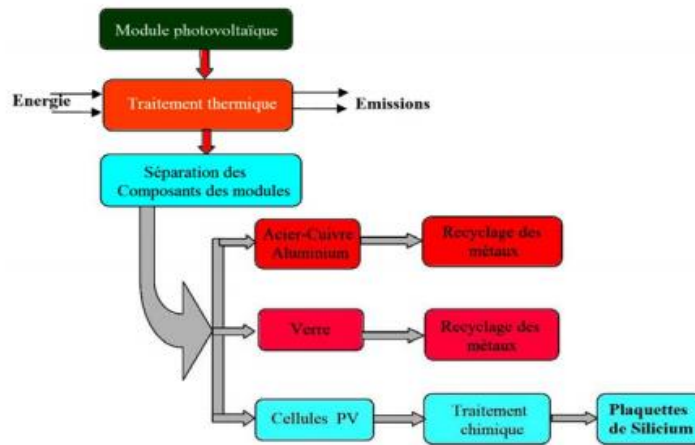 Module photovoltaïque
Energie
Traitement thermique
Emissions
Séparation des
Composants des modules
Acier-Cuivre
Aluminium
Recyclage des
métaux
Verre
Recyclage des
métaux
Cellules PV
Traitement
chimique
Plaquettes
de Silicium